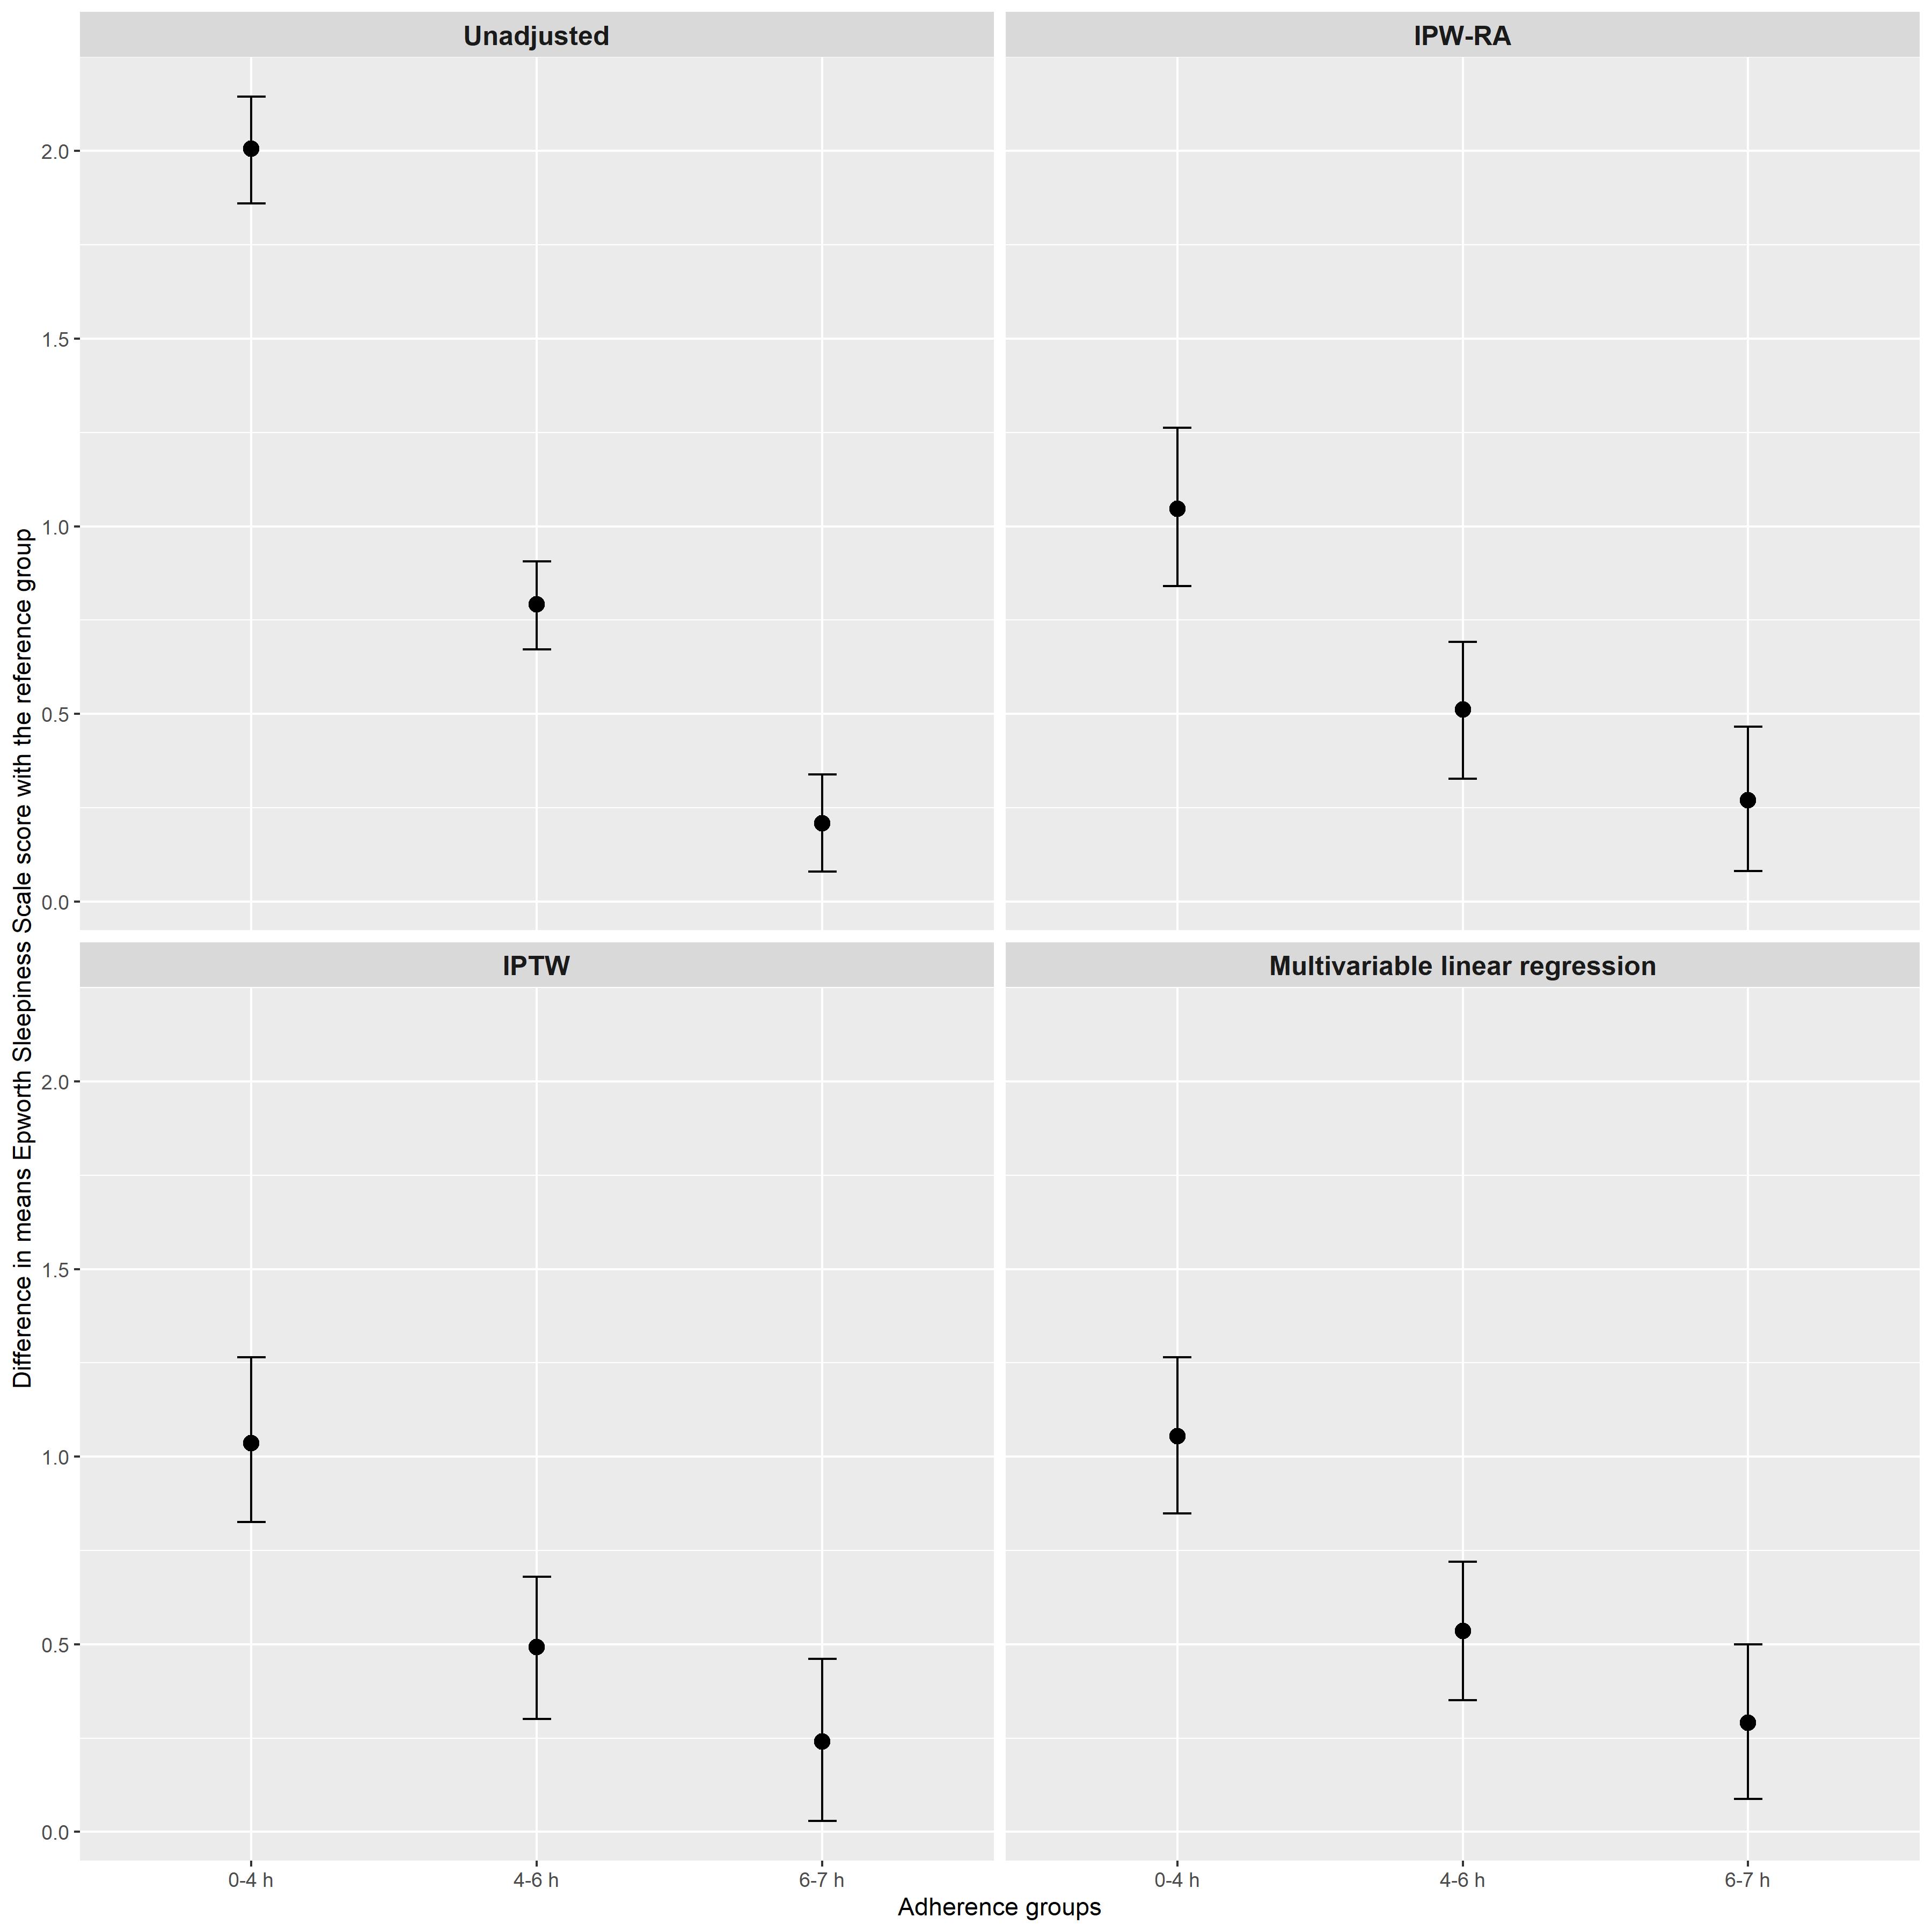 Unadjusted
IPW-RA
2.0
1.5
1.0
0.5
0.0
IPTW
Multivariable linear regression
2.0
1.5
1.0
0.5
0.0
Difference in means Epworth Sleepiness Scale score with the reference group
0-4 h
4-6 h
6-7 h
0-4 h
4-6 h
6-7 h
Adherence groups